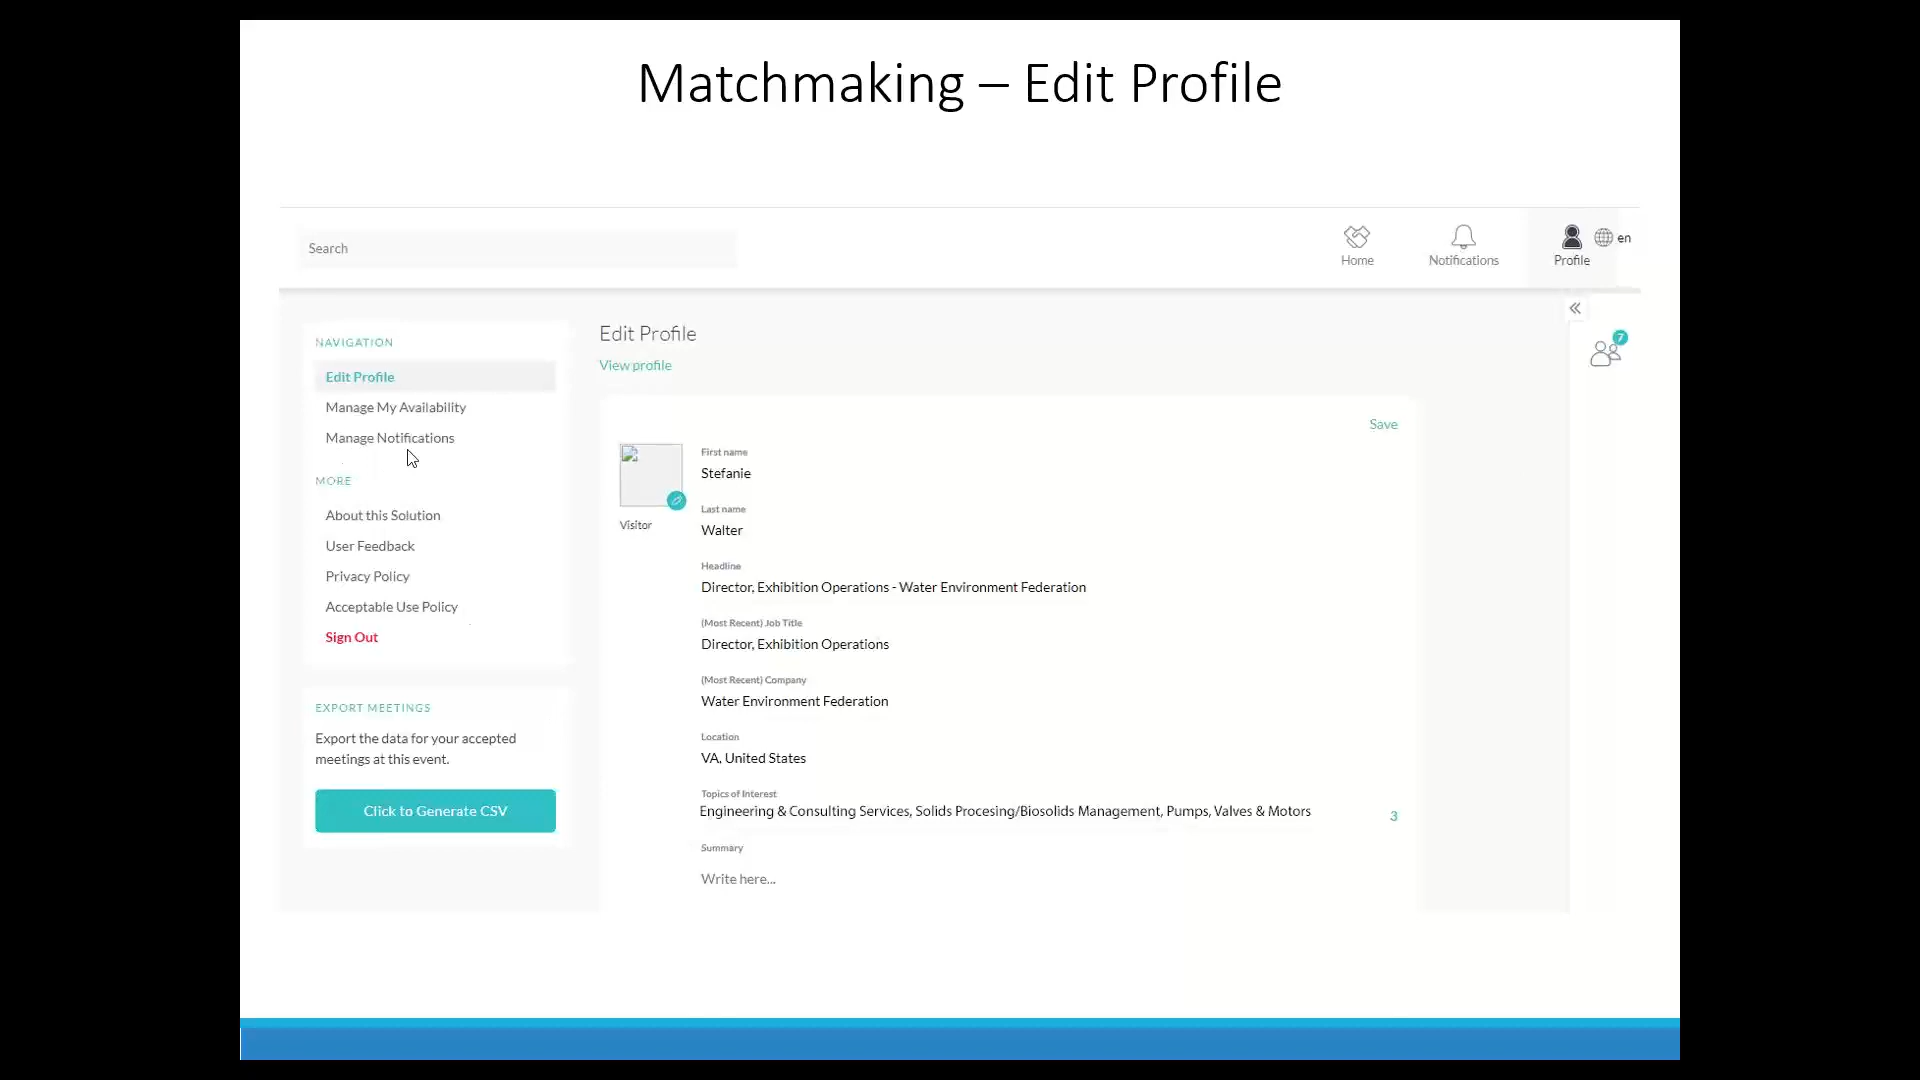 Matchmaking – Edit Profile
Search
Home
Notifications
Profile
en
7
NAVIGATION
Edit Profile
Manage My Availability
Manage Notifications
MORE
About this Solution
User Feedback
Privacy Policy
Acceptable Use Policy
Sign Out
EXPORT MEETINGS
Export the data for your accepted
meetings at this event.
Click to Generate CSV
Edit Profile
View profile
Save
Visitor
First name
Stefanie
Last name
Walter
Headline
Director, Exhibition Operations - Water Environment Federation
(Most Recent) Job Title
Director, Exhibition Operations
(Most Recent) Company
Water Environment Federation
Location
VA, United States
Topics of Interest
Engineering & Consulting Services, Solids Procesing/Biosolids Management, Pumps, Valves & Motors
3
Summary
Write here...